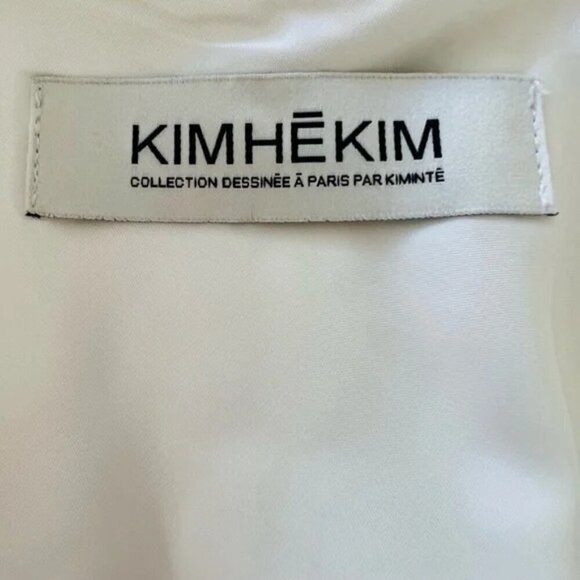 KIMHĒKIM
COLLECTION DESSINÉE À PARIS PAR KIMINTĒ